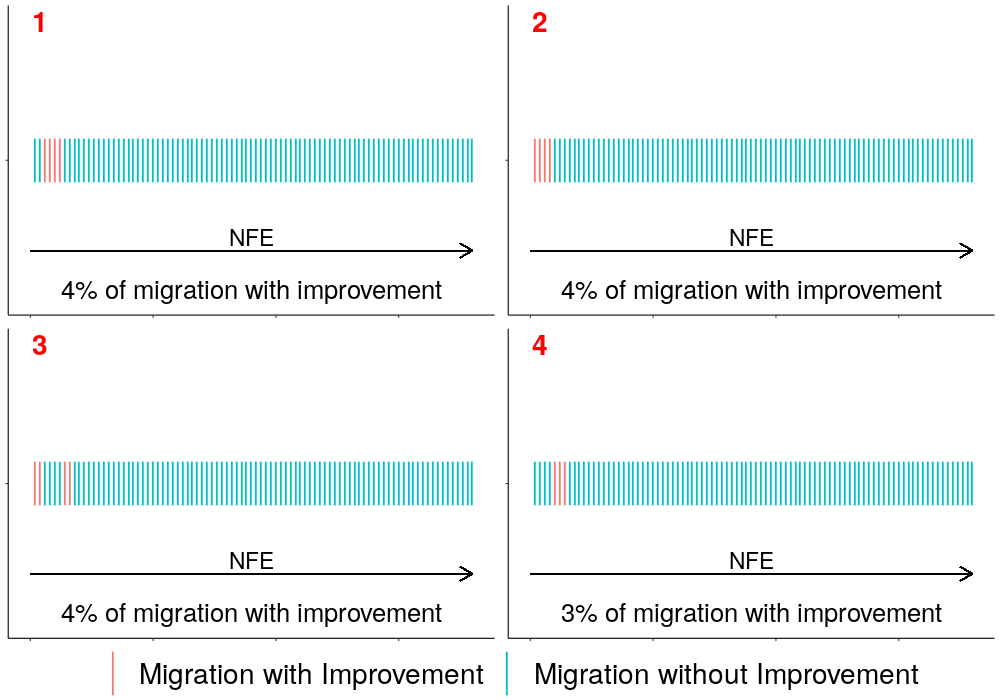 1
NFE
4% of migration with improvement
2
NFE
4% of migration with improvement
3
NFE
4% of migration with improvement
4
NFE
3% of migration with improvement
Migration with Improvement
Migration without Improvement